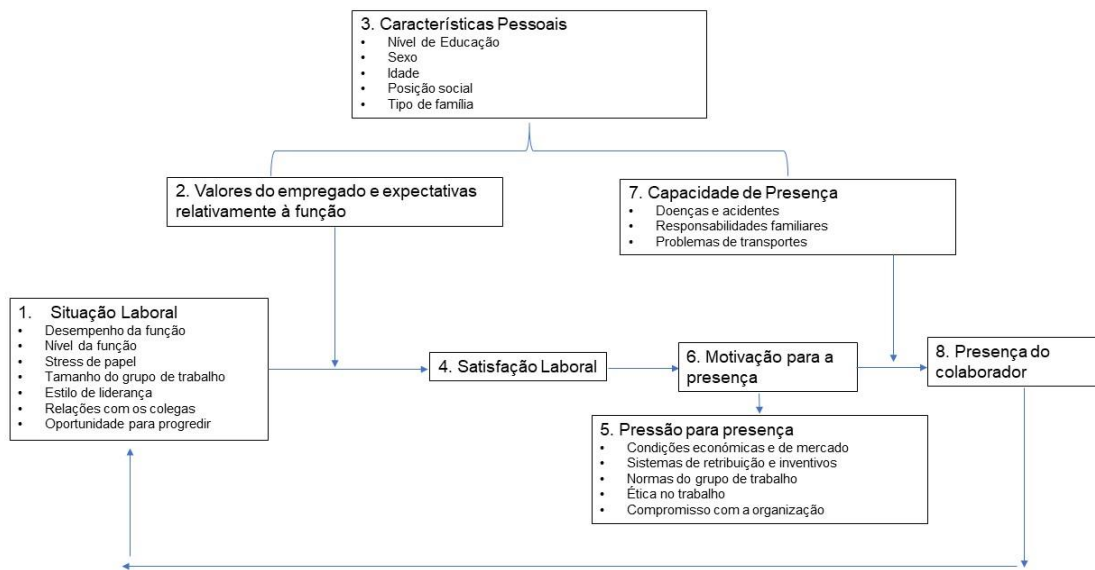 3. Características Pessoais
• Nível de Educação
• Sexo
• Idade
• Posição social
• Tipo de família
2. Valores do empregado e expectativas
relativamente à função
7. Capacidade de Presença
• Doenças e acidentes
• Responsabilidades familiares
• Problemas de transportes
1. Situação Laboral
• Desempenho da função
• Nível da função
• Stress de papel
• Tamanho do grupo de trabalho
• Estilo de liderança
• Relações com os colegas
• Oportunidade para progredir
4. Satisfação Laboral
6. Motivação para a
presença
8. Presença do
colaborador
5. Pressão para presença
• Condições económicas e de mercado
• Sistemas de retribuição e inventivos
• Normas do grupo de trabalho
• Ética no trabalho
• Compromisso com a organização